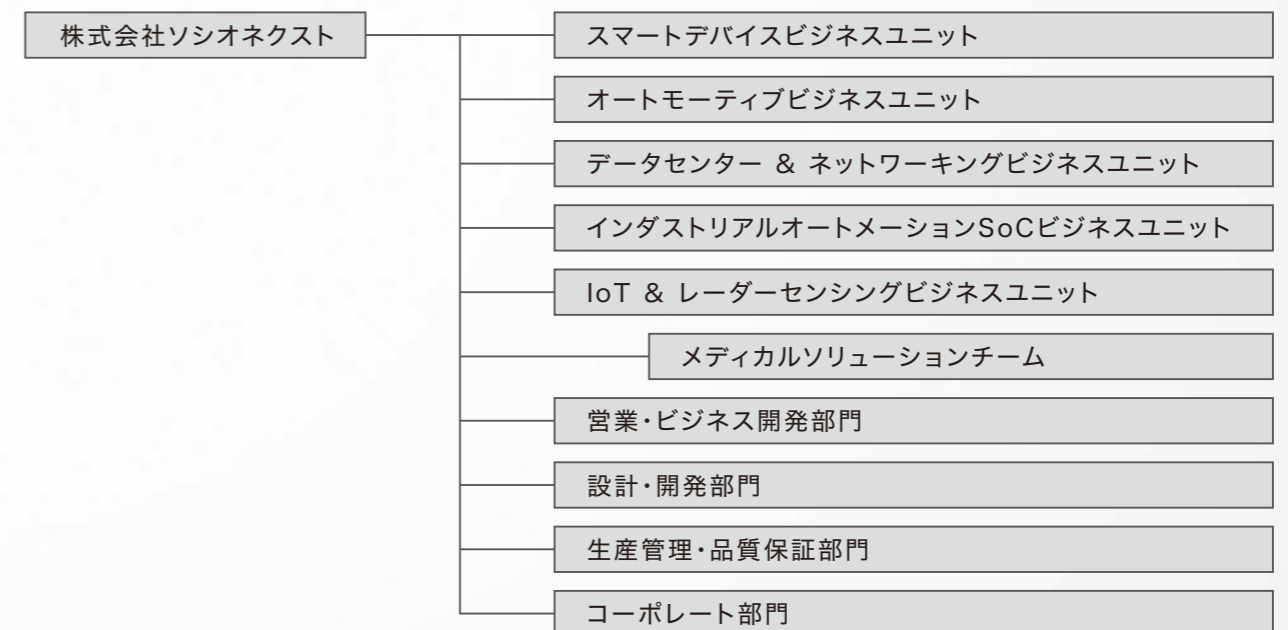 株式会社ソシオネクスト
スマートデバイスビジネスユニット
オートモーティブビジネスユニット
データセンター & ネットワーキングビジネスユニット
インダストリアルオートメーションSoCビジネスユニット
IoT & レーダーセンシングビジネスユニット
メディカルソリューションチーム
営業・ビジネス開発部門
設計・開発部門
生産管理・品質保証部門
コーポレート部門